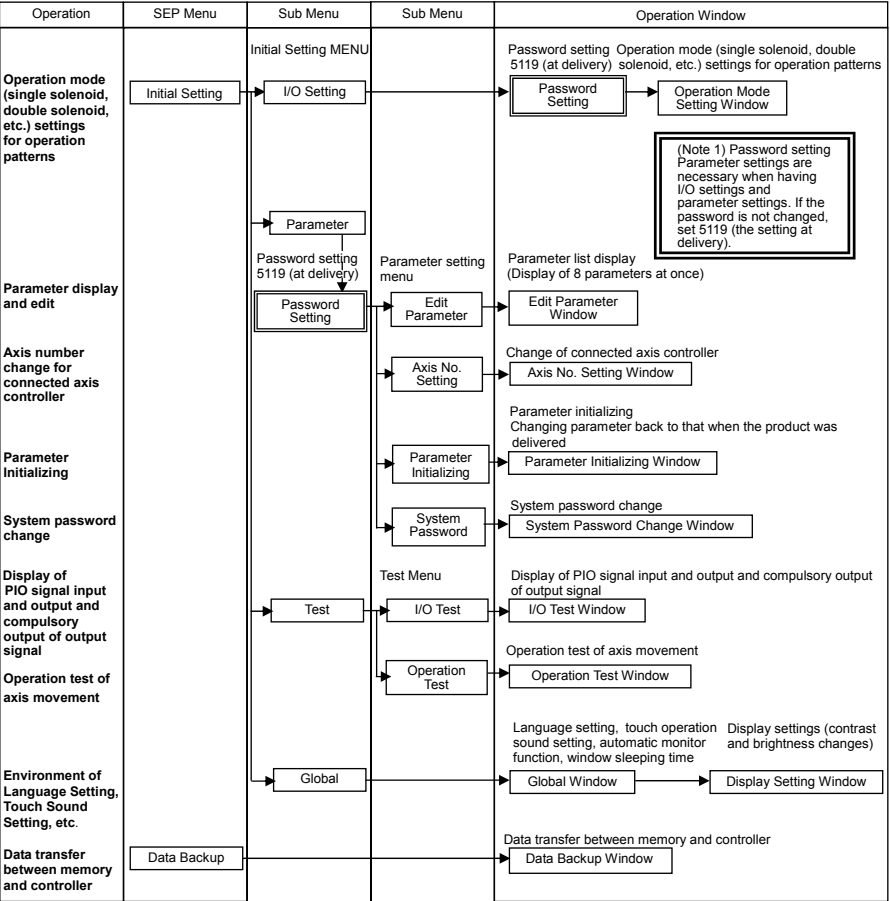 Operation
SEP Menu
Sub Menu
Sub Menu
Operation Window
Initial Setting MENU
Password setting
5119 (at delivery)
Operation mode (single solenoid, double
solenoid, etc.) settings for operation patterns
Operation mode
(single solenoid,
double solenoid,
etc.) settings
for operation
patterns
Initial Setting
I/O Setting
Password
Setting
Operation Mode
Setting Window
(Note 1) Password setting
Parameter settings are
necessary when having
I/O settings and
parameter settings. If the
password is not changed,
set 5119 (the setting at
delivery).
Parameter
Password setting
5119 (at delivery)
Parameter setting
menu
Parameter list display
(Display of 8 parameters at once)
Parameter display
and edit
Password
Setting
Edit
Parameter
Edit Parameter
Window
Axis number
change for
connected axis
controller
Axis No.
Setting
Change of connected axis controller
Axis No. Setting Window
Parameter initializing
Changing parameter back to that when the product was
delivered
Parameter
Initializing
Parameter
Initializing
Parameter Initializing Window
System password
change
System
Password
System password change
System Password Change Window
Display of
PIO signal input
and output and
compulsory
output of output
signal
Test Menu
Display of PIO signal input and output and compulsory output
of output signal
Test
I/O Test
I/O Test Window
Operation test of
axis movement
Operation
Test
Operation test of axis movement
Operation Test Window
Language setting, touch operation
sound setting, automatic monitor
function, window sleeping time
Display settings (contrast
and brightness changes)
Environment of
Language Setting,
Touch Sound
Setting, etc.
Global
Global Window
Display Setting Window
Data transfer
between memory
and controller
Data Backup
Data transfer between memory and controller
Data Backup Window